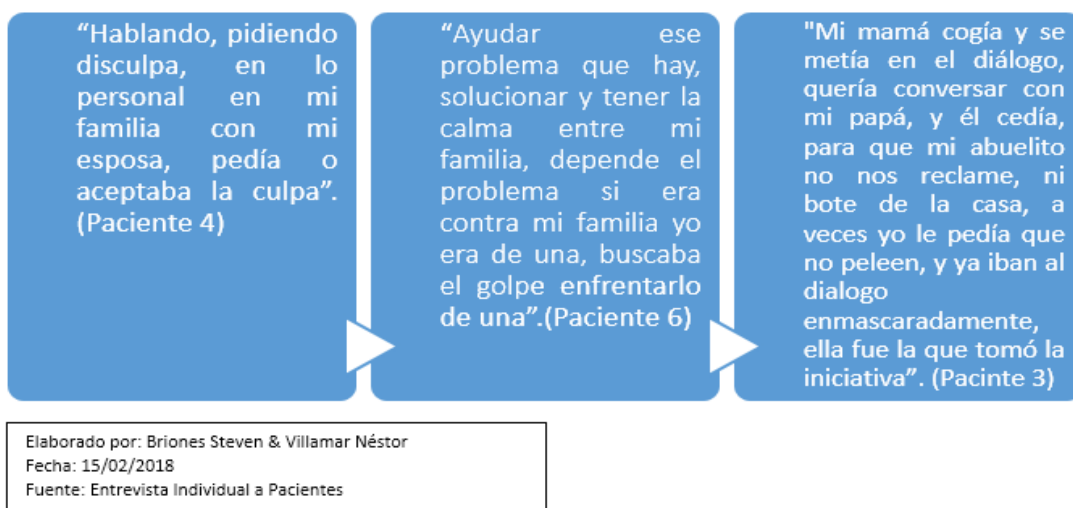 “Hablando, pidiendo
disculpa, en lo
personal en mi
familia con mi
esposa, pedía o
aceptaba la culpa”.
(Paciente 4)
“Ayudar ese
problema que hay,
solucionar y tener la
calma entre mi
familia, depende el
problema si era
contra mi familia yo
era de una, buscaba
el golpe enfrentarlo
de una”.(Paciente 6)
"Mi mamá cogía y se
metía en el diálogo,
quería conversar con
mi papá, y él cedía,
para que mi abuelito
no nos reclame, ni
bote de la casa, a
veces yo le pedía que
no peleen, y ya iban al
dialogo
enmascaradamente,
ella fue la que tomó la
iniciativa”. (Pacinte 3)
Elaborado por: Briones Steven & Villamar Néstor
Fecha: 15/02/2018
Fuente: Entrevista Individual a Pacientes